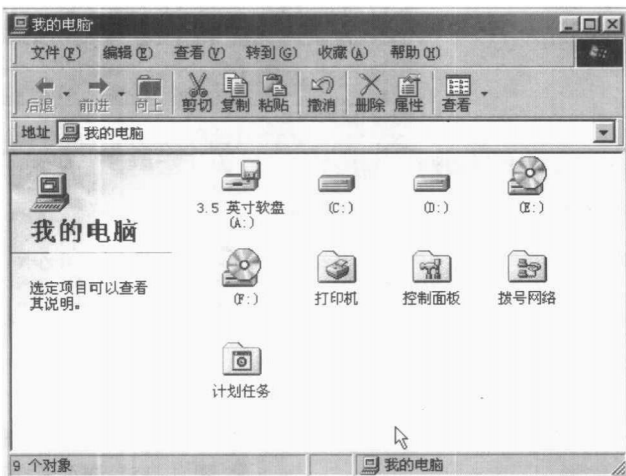 我的电脑
文件(F) 编辑(E) 查看(V) 转到(G) 收藏(A) 帮助(H)
后退 前进 向上 剪切 复制 粘贴 撤消 删除 属性 查看
地址 我的电脑
我的电脑
选定项目可以查看
其说明。
3.5 英寸软盘
(A:)
(C:)
(D:)
(E:)
(F:)
打印机
控制面板
拨号网络
计划任务
9 个对象
我的电脑